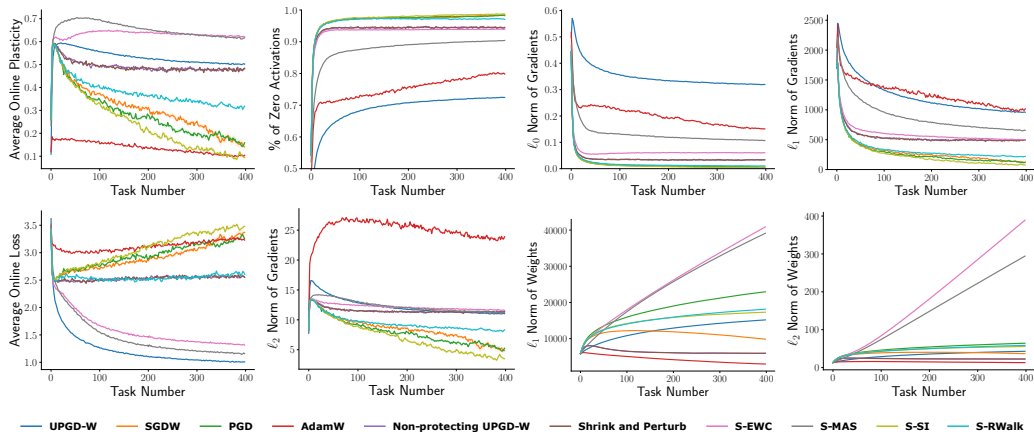 Average Online Plasticity
0.7
0.6
0.5
0.4
0.3
0.2
0.1
0 100 200 300 400
Task Number
% of Zero Activations
1.0
0.9
0.8
0.7
0.6
0.5
0 100 200 300 400
Task Number
ℓ0 Norm of Gradients
0.6
0.5
0.4
0.3
0.2
0.1
0.0
0 100 200 300 400
Task Number
ℓ1 Norm of Gradients
2500
2000
1500
1000
500
0
0 100 200 300 400
Task Number
Average Online Loss
3.5
3.0
2.5
2.0
1.5
1.0
0 100 200 300 400
Task Number
ℓ2 Norm of Gradients
25
20
15
10
5
0 100 200 300 400
Task Number
ℓ1 Norm of Weights
40000
30000
20000
10000
0 100 200 300 400
Task Number
ℓ2 Norm of Weights
400
300
200
100
0
0 100 200 300 400
Task Number
UPGD-W SGDW PGD AdamW Non-protecting UPGD-W Shrink and Perturb S-EWC S-MAS S-SI S-RWalk